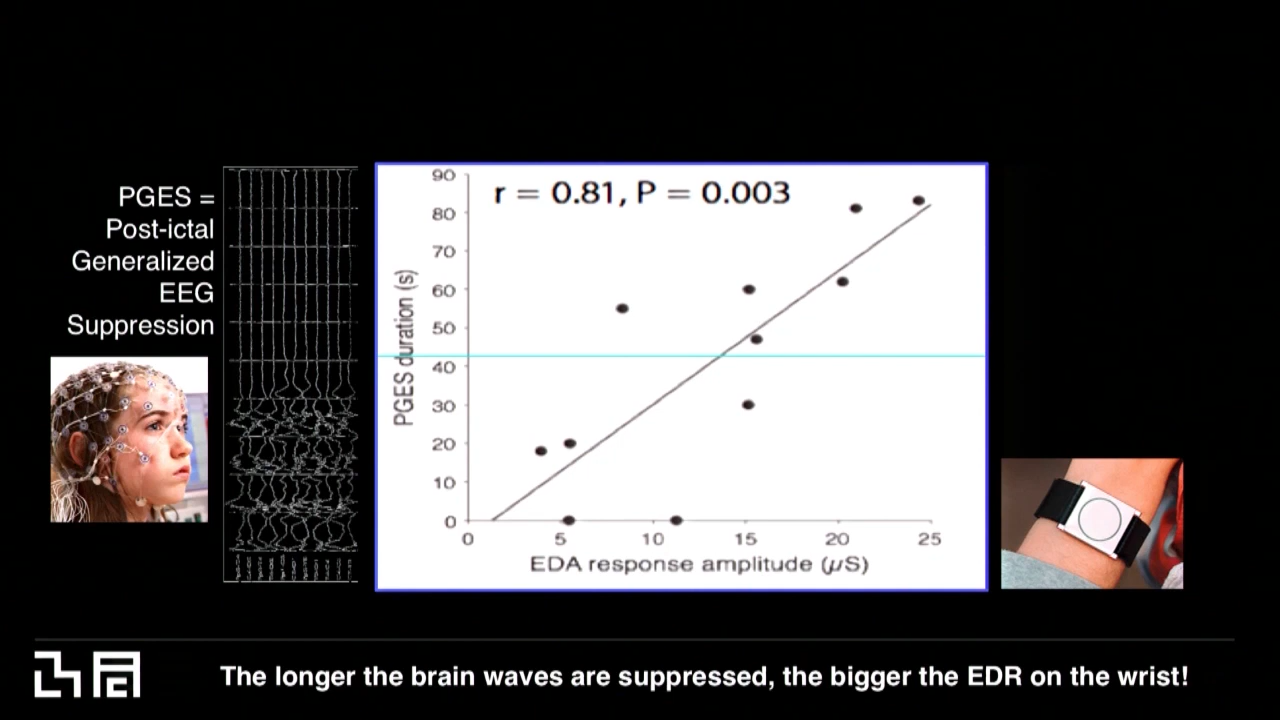 PGES =
Post-ictal
Generalized
EEG
Suppression
r = 0.81, P = 0.003
PGES duration (s)
90
80
70
60
50
40
30
20
10
0
0 5 10 15 20 25
EDA response amplitude (μS)
The longer the brain waves are suppressed, the bigger the EDR on the wrist!